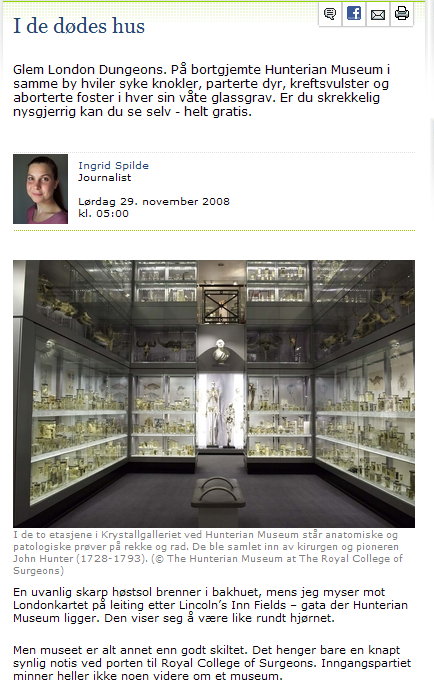 I de dødes hus
Glem London Dungeons. På bortgjemte Hunterian Museum i
samme by hviler syke knokler, parterte dyr, kreftsvulster og
aborterte foster i hver sin våte glassgrav. Er du skrekkelig
nysgjerrig kan du se selv - helt gratis.
Ingrid Spilde
Journalist
Lørdag 29. november 2008
kl. 05:00
I de to etasjene i Krystallgalleriet ved Hunterian Museum står anatomiske og
patologiske prøver på rekke og rad. De ble samlet inn av kirurgen og pioneren
John Hunter (1728-1793). (© The Hunterian Museum at The Royal College of
Surgeons)
En uvanlig skarp høstsol brenner i bakhuet, mens jeg myser mot
Londonkartet på leiting etter Lincoln’s Inn Fields – gata der Hunterian
Museum ligger. Den viser seg å være like rundt hjørnet.
Men museet er alt annet enn godt skiltet. Det henger bare en knapt
synlig notis ved porten til Royal College of Surgeons. Inngangspartiet
minner heller ikke noen videre om et museum.